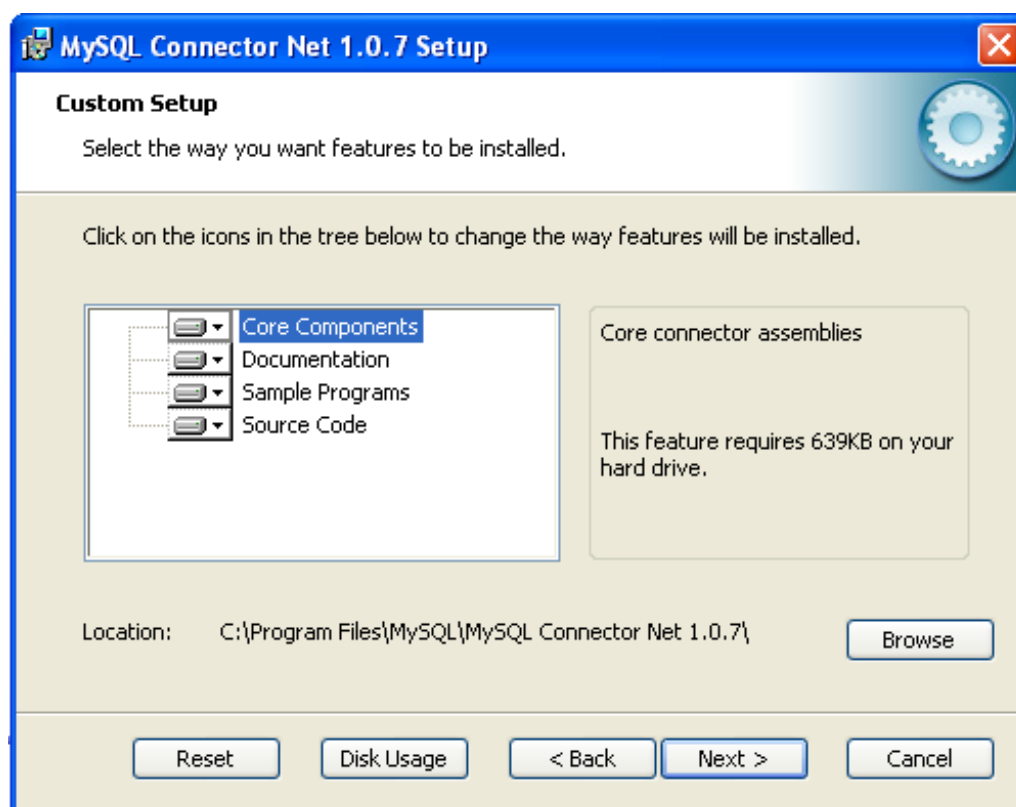 MySQL Connector Net 1.0.7 Setup
Custom Setup
Select the way you want features to be installed.
Click on the icons in the tree below to change the way features will be installed.
Core Components
Documentation
Sample Programs
Source Code
Core connector assemblies
This feature requires 639KB on your
hard drive.
Location: C:\Program Files\MySQL\MySQL Connector Net 1.0.7\
Browse
Reset Disk Usage < Back Next > Cancel